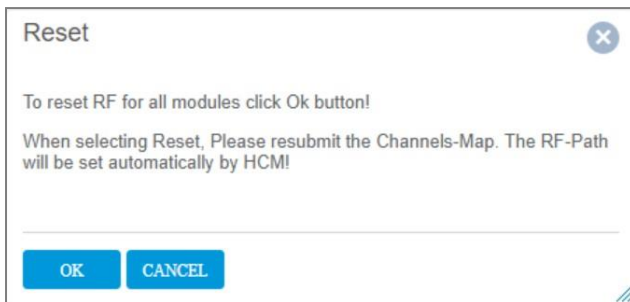 Reset
To reset RF for all modules click Ok button!
When selecting Reset, Please resubmit the Channels-Map. The RF-Path
will be set automatically by HCM!
OK
CANCEL